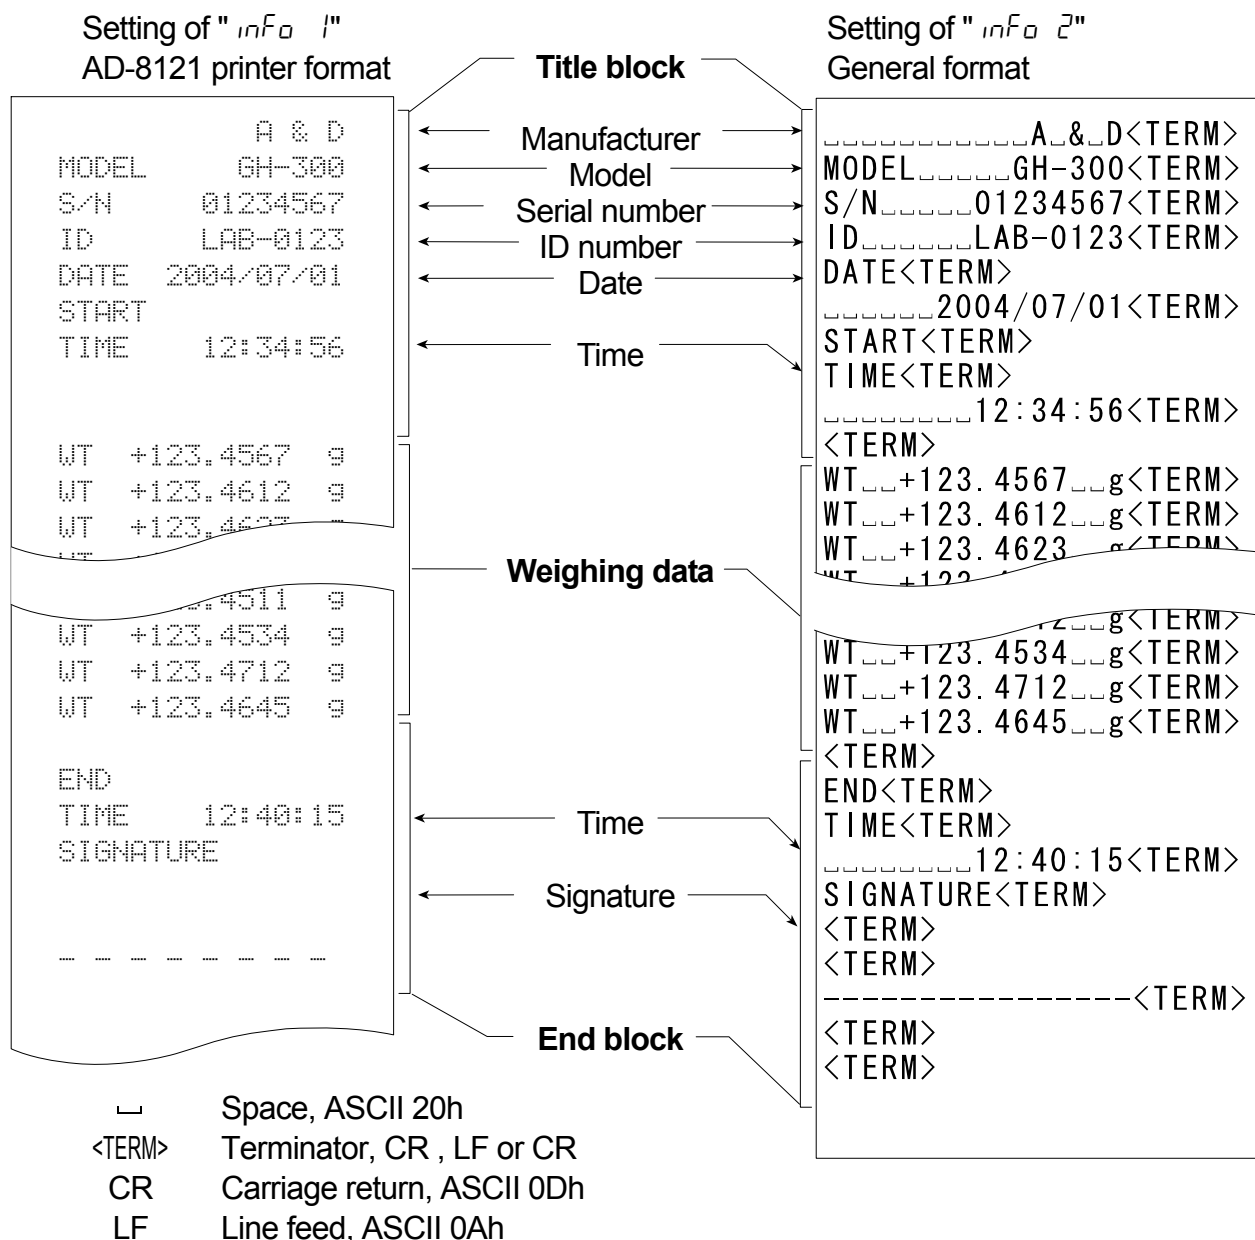 Setting of "info 1"
AD-8121 printer format
A & D
MODEL GH-300
S/N 01234567
ID LAB-0123
DATE 2004/07/01
START
TIME 12:34:56
WT +123.4567 g
WT +123.4612 g
WT
g
WT +123.4534 g
WT +123.4712 g
WT +123.4645 g
END
TIME 12:40:15
SIGNATURE
_ _ _ _ _ _ _ _
Title block
Manufacturer
Model
Serial number
ID number
Date
Time
Weighing data
Time
Signature
End block
Setting of "info 2"
General format
␣␣␣␣␣␣␣␣␣␣␣␣A␣&␣D<TERM>
MODEL␣␣␣␣␣GH-300<TERM>
S/N␣␣␣␣␣01234567<TERM>
ID␣␣␣␣␣␣LAB-0123<TERM>
DATE<TERM>
␣␣␣␣␣␣2004/07/01<TERM>
START<TERM>
TIME<TERM>
␣␣␣␣␣␣␣␣12:34:56<TERM>
<TERM>
WT␣␣+123.4567␣␣g<TERM>
WT␣␣+123.4612␣␣g<TERM>
WT␣␣+123.4623␣␣g<TERM>
g<TERM>
WT␣␣+123.4534␣␣g<TERM>
WT␣␣+123.4712␣␣g<TERM>
WT␣␣+123.4645␣␣g<TERM>
<TERM>
END<TERM>
TIME<TERM>
␣␣␣␣␣␣␣␣12:40:15<TERM>
SIGNATURE<TERM>
<TERM>
<TERM>
----------------<TERM>
<TERM>
<TERM>
␣ Space, ASCII 20h
<TERM> Terminator, CR , LF or CR
CR Carriage return, ASCII 0Dh
LF Line feed, ASCII 0Ah